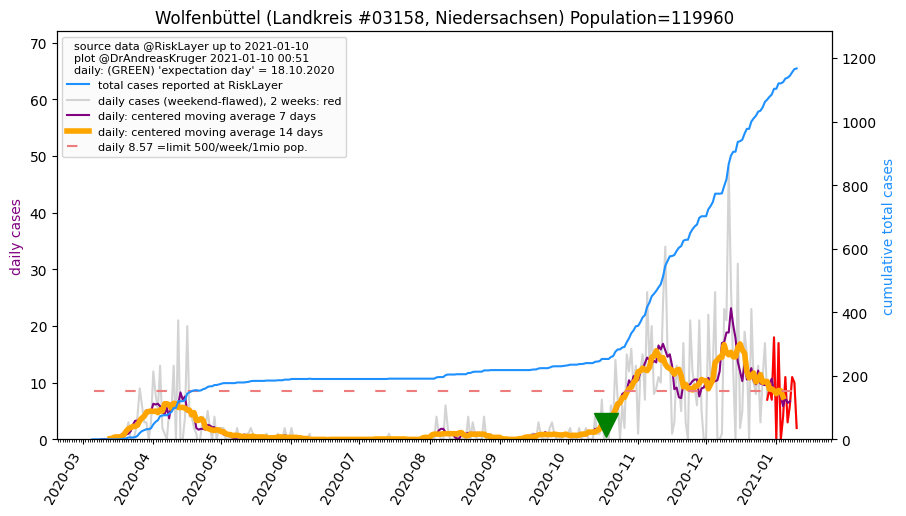 Wolfenbüttel (Landkreis #03158, Niedersachsen) Population=119960
source data @RiskLayer up to 2021-01-10
plot @DrAndreasKruger 2021-01-10 00:51
daily: (GREEN) 'expectation day' = 18.10.2020
total cases reported at RiskLayer
daily cases (weekend-flawed), 2 weeks: red
daily: centered moving average 7 days
daily: centered moving average 14 days
daily 8.57 =limit 500/week/1mio pop.
daily cases
70
60
50
40
30
20
10
0
cumulative total cases
1200
1000
800
600
400
200
0
2020-03
2020-04
2020-05
2020-06
2020-07
2020-08
2020-09
2020-10
2020-11
2020-12
2021-01